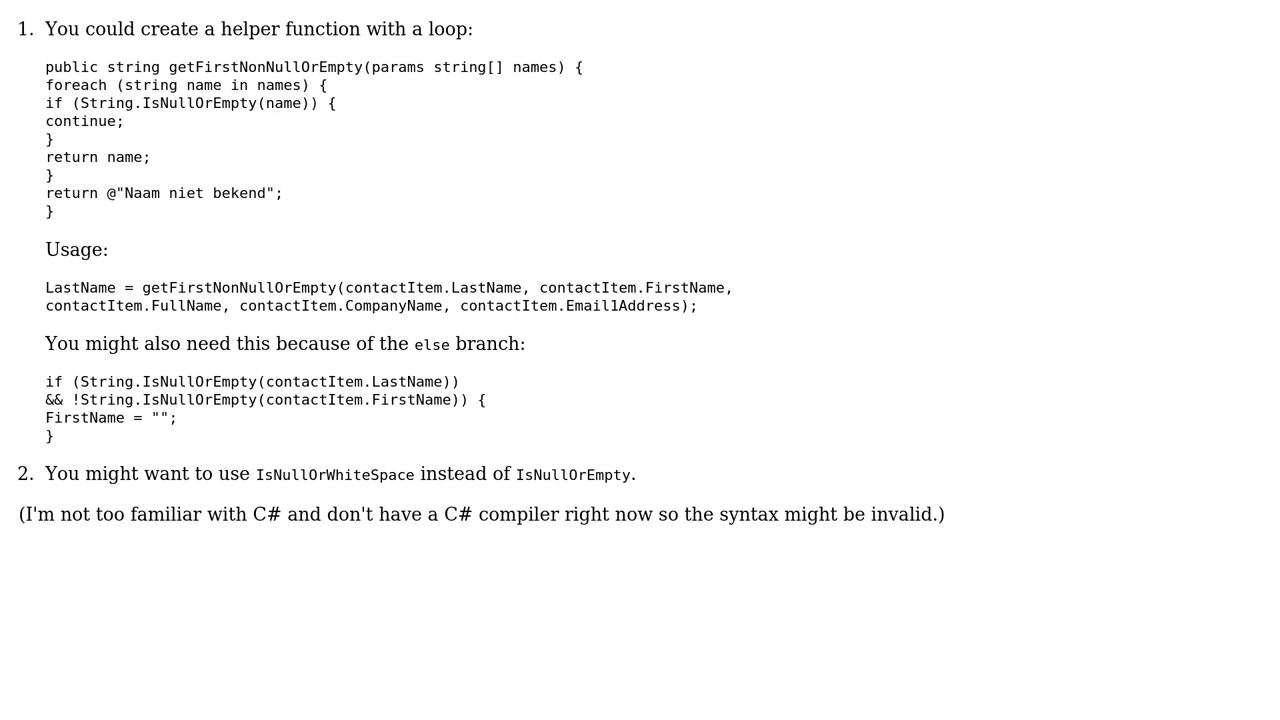 1. You could create a helper function with a loop:
public string getFirstNonNullOrEmpty(params string[] names) {
foreach (string name in names) {
if (String.IsNullOrEmpty(name)) {
continue;
}
return name;
}
return @"Naam niet bekend";
}
Usage:
LastName = getFirstNonNullOrEmpty(contactItem.LastName, contactItem.FirstName,
contactItem.FullName, contactItem.CompanyName, contactItem.Email1Address);
You might also need this because of the else branch:
if (String.IsNullOrEmpty(contactItem.LastName))
&& !String.IsNullOrEmpty(contactItem.FirstName)) {
FirstName = "";
}
2. You might want to use IsNullOrWhiteSpace instead of IsNullOrEmpty.
(I'm not too familiar with C# and don't have a C# compiler right now so the syntax might be invalid.)